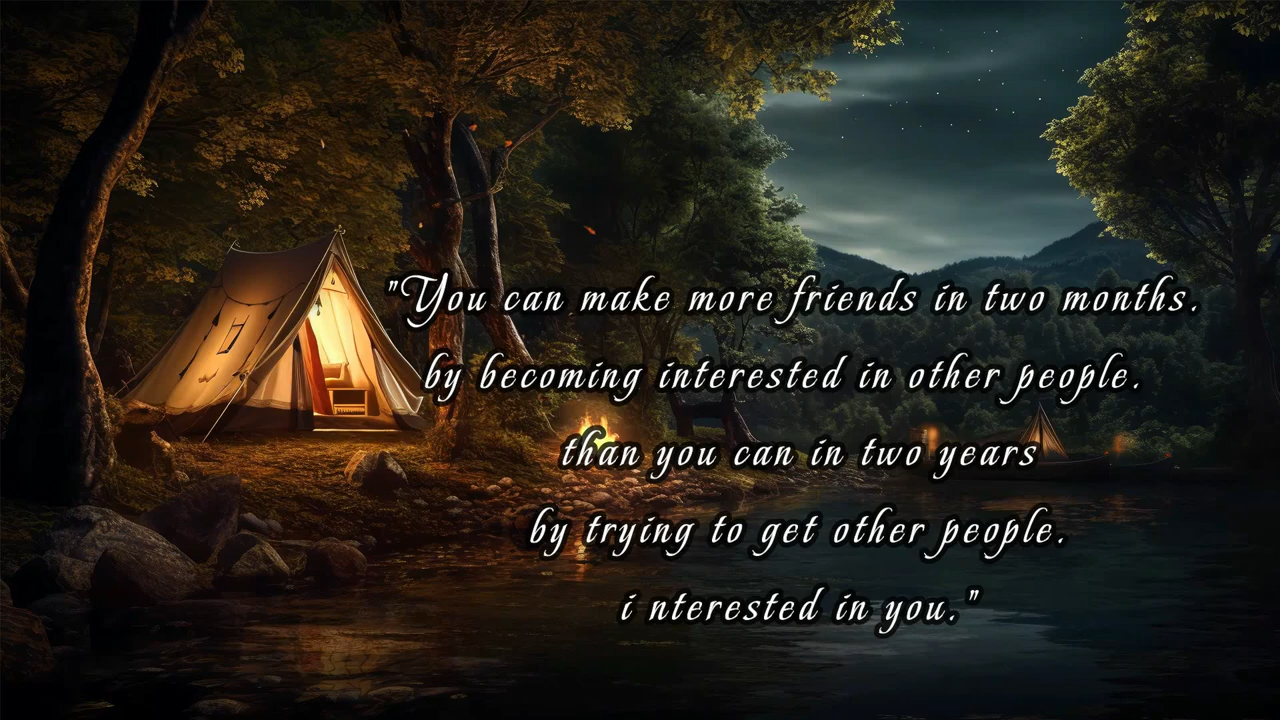 "You can make more friends in two months.
by becoming interested in other people.
than you can in two years
by trying to get other people.
i nterested in you."